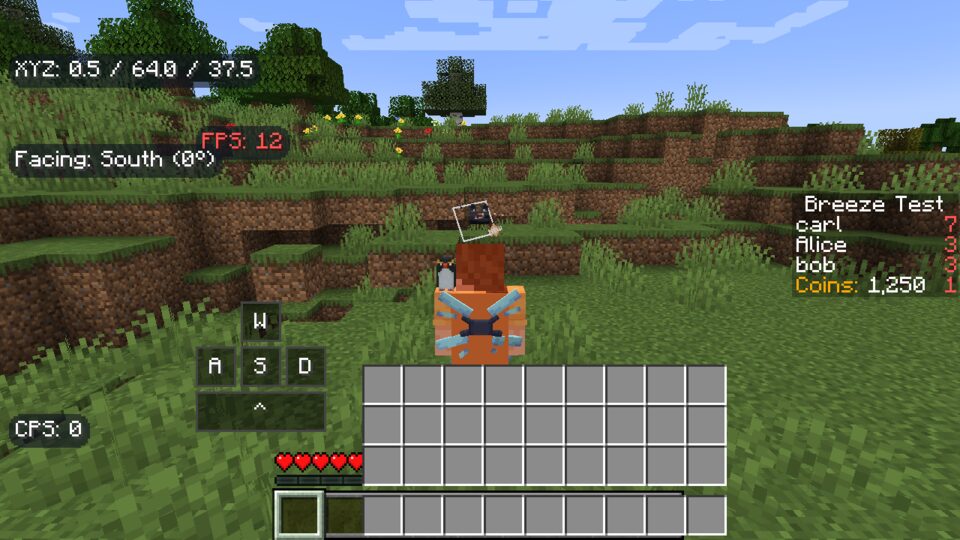 XYZ: 0.5 / 64.0 / 37.5
FPS: 12
Facing: South (0°)
Breeze Test
carl 7
Alice 3
bob 3
Coins: 1,250 1
W
A S D
^
CPS: 0